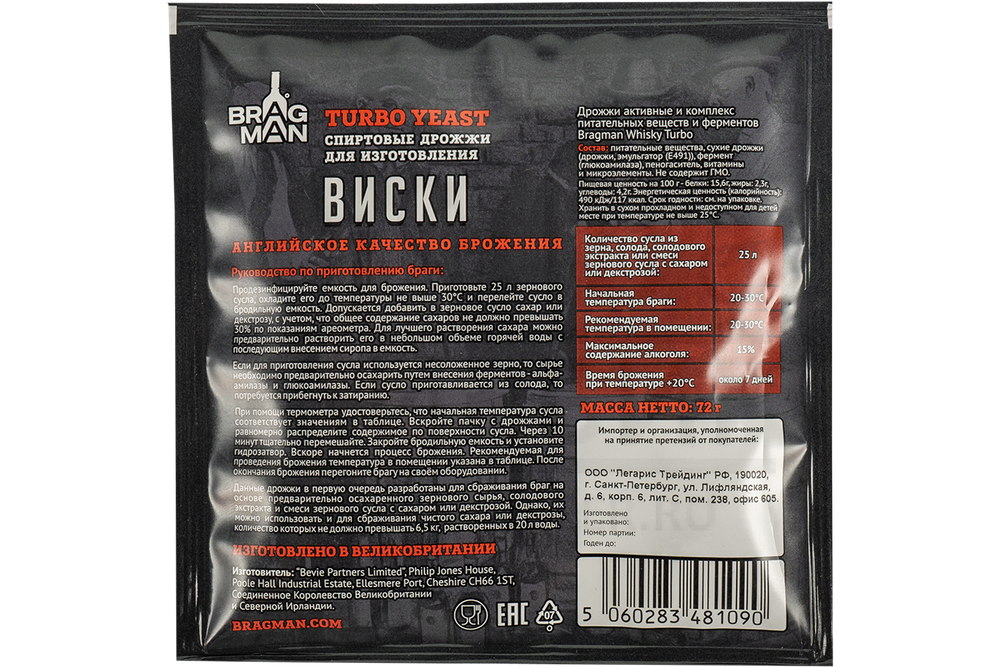 BRAG
MAN
TURBO YEAST
СПИРТОВЫЕ ДРОЖЖИ
ДЛЯ ИЗГОТОВЛЕНИЯ
ВИСКИ
АНГЛИЙСКОЕ КАЧЕСТВО БРОЖЕНИЯ
Руководство по приготовлению браги:
Продезинфицируйте емкость для брожения. Приготовьте 25 л зернового
сусла, охладите его до температуры не выше 30°C и перелейте сусло в
бродильную емкость. Допускается добавить в зерновое сусло сахар или
декстрозу, с учетом, что общее содержание сахаров не должно превышать
30% по показаниям ареометра. Для лучшего растворения сахара можно
предварительно растворить его в небольшом объеме горячей воды с
последующим внесением сиропа в емкость.
Если для приготовления сусла используется несоложеное зерно, то сырье
необходимо предварительно осахарить путем внесения ферментов - альфа-
амилазы и глюкоамилазы. Если сусло приготавливается из солода, то
потребуется прибегнуть к затиранию.
При помощи термометра удостоверьтесь, что начальная температура сусла
соответствует значениям в таблице. Вскройте пачку с дрожжами и
равномерно распределите содержимое по поверхности сусла. Через 10
минут тщательно перемешайте. Закройте бродильную емкость и установите
гидрозатвор. Вскоре начнется процесс брожения. Рекомендуемая для
проведения брожения температура в помещении указана в таблице. После
окончания брожения перегоните брагу на своём оборудовании.
Данные дрожжи в первую очередь разработаны для сбраживания браг на
основе предварительно осахаренного зернового сырья, солодового
экстракта и смеси зернового сусла с сахаром или декстрозой. Однако, их
можно использовать и для сбраживания чистого сахара или декстрозы,
количество которых не должно превышать 6,5 кг, растворенных в 20 л воды.
ИЗГОТОВЛЕНО В ВЕЛИКОБРИТАНИИ
Изготовитель: "Bevie Partners Limited", Philip Jones House,
Poole Hall Industrial Estate, Ellesmere Port, Cheshire CH66 1ST,
Соединенное Королевство Великобритании
и Северной Ирландии.
BRAGMAN.COM
Дрожжи активные и комплекс
питательных веществ и ферментов
Bragman Whisky Turbo
Состав: питательные вещества, сухие дрожжи
(дрожжи, эмульгатор (E491)), фермент
(глюкоамилаза), пеногаситель, витамины
и микроэлементы. Не содержит ГМО.
Пищевая ценность на 100 г - белки: 15,6г, жиры: 2,3г,
углеводы: 4,2г. Энергетическая ценность (калорийность):
490 кДж/117 ккал. Срок годности: см. на упаковке.
Хранить в сухом прохладном и недоступном для детей
месте при температуре не выше 25°C.
Количество сусла из
зерна, солода, солодового
экстракта или смеси
зернового сусла с сахаром
или декстрозой:
25 л
Начальная
температура браги:
20-30°C
Рекомендуемая
температура в помещении:
20-30°C
Максимальное
содержание алкоголя:
15%
Время брожения
при температуре +20°C
около 7 дней
МАССА НЕТТО: 72 г
Импортер и организация, уполномоченная
на принятие претензий от покупателей:
ООО "Легарис Трейдинг" РФ, 190020,
г. Санкт-Петербург, ул. Лифляндская,
д. 6, корп. 6, лит. С, пом. 238, офис 605.
Изготовлено
и упаковано:
Номер партии:
Годен до:
EAC
07
5 060283 481090